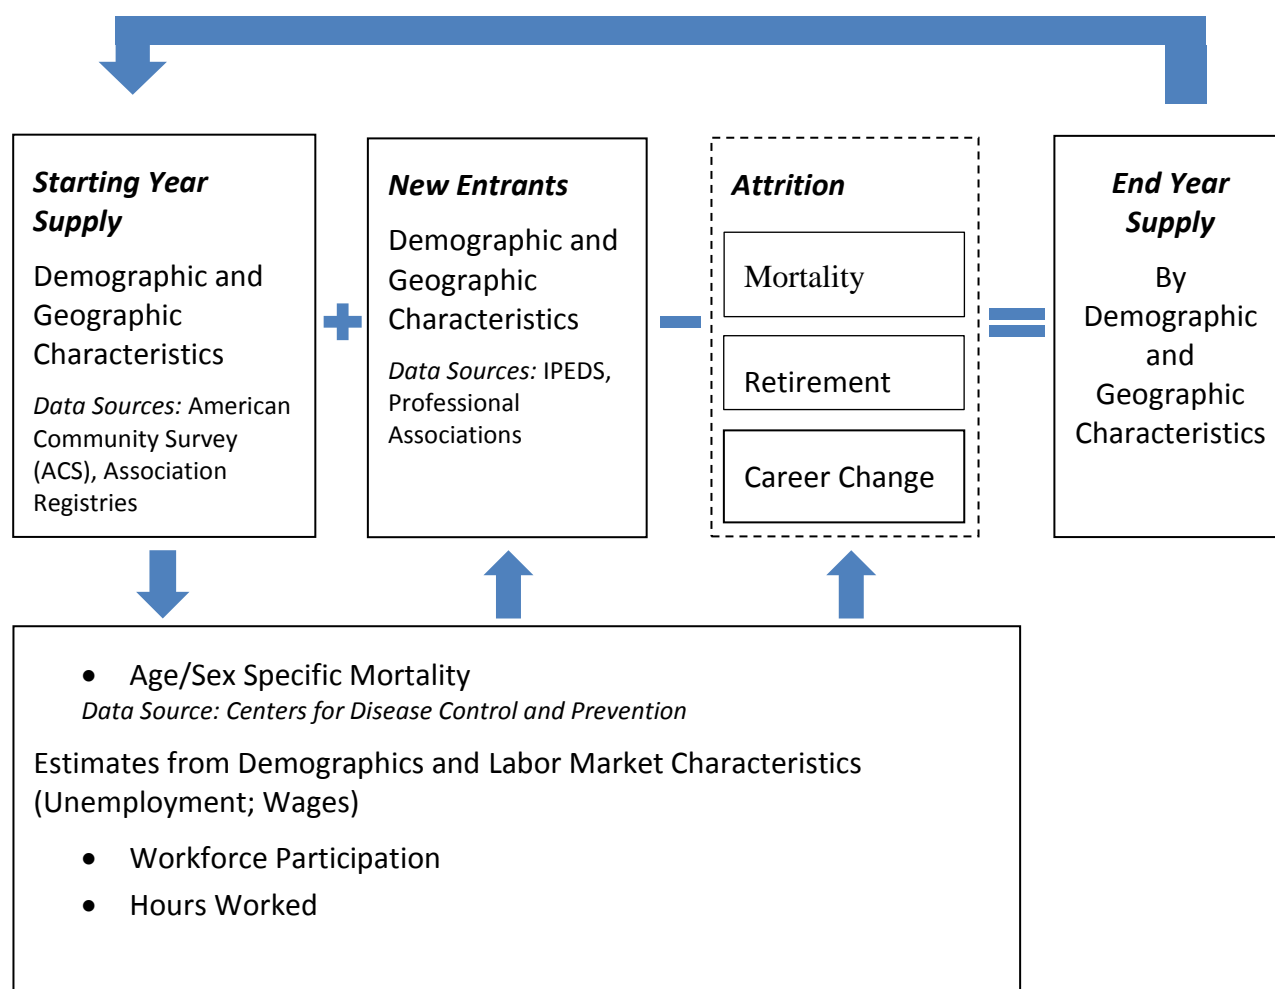 Starting Year
Supply
Demographic and
Geographic
Characteristics
Data Sources: American
Community Survey
(ACS), Association
Registries
New Entrants
Demographic and
Geographic
Characteristics
Data Sources: IPEDS,
Professional
Associations
Attrition
Mortality
Retirement
Career Change
End Year
Supply
By
Demographic
and
Geographic
Characteristics
• Age/Sex Specific Mortality
Data Source: Centers for Disease Control and Prevention
Estimates from Demographics and Labor Market Characteristics
(Unemployment; Wages)
• Workforce Participation
• Hours Worked